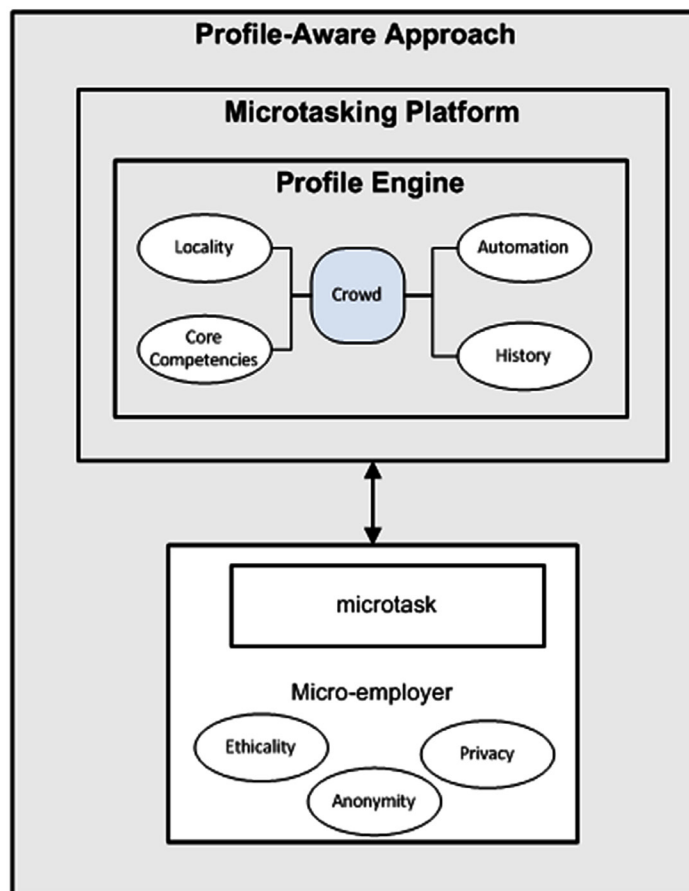 Profile-Aware Approach
Microtasking Platform
Profile Engine
Locality
Automation
Crowd
Core
Competencies
History
microtask
Micro-employer
Ethicality
Privacy
Anonymity